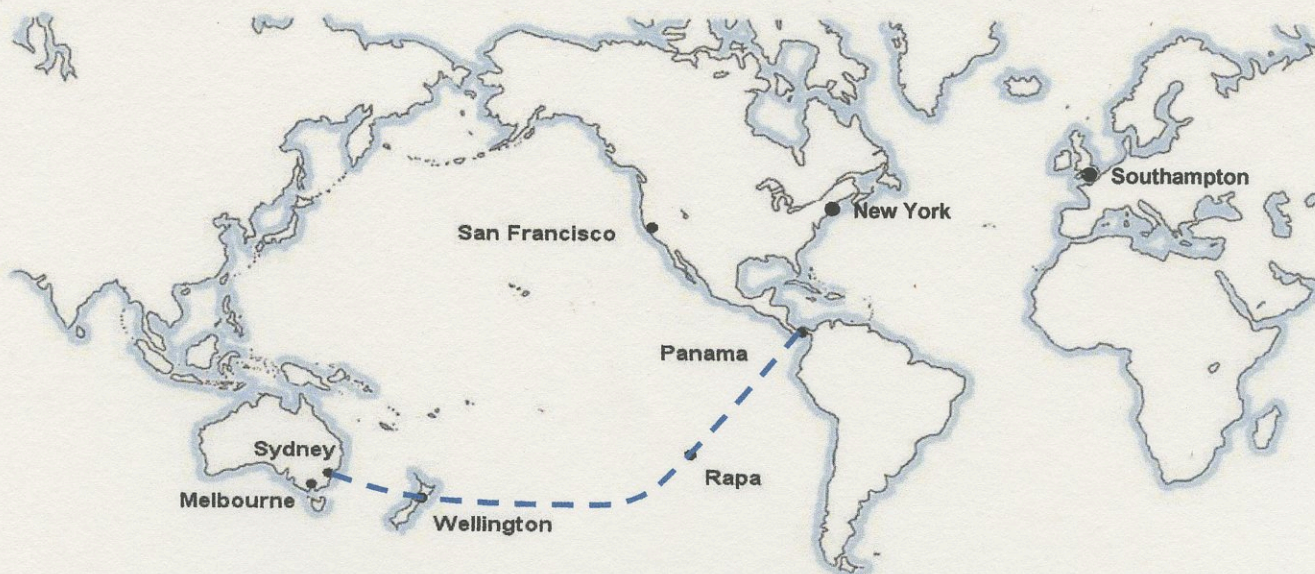 Southampton
New York
San Francisco
Panama
Sydney
Rapa
Melbourne
Wellington